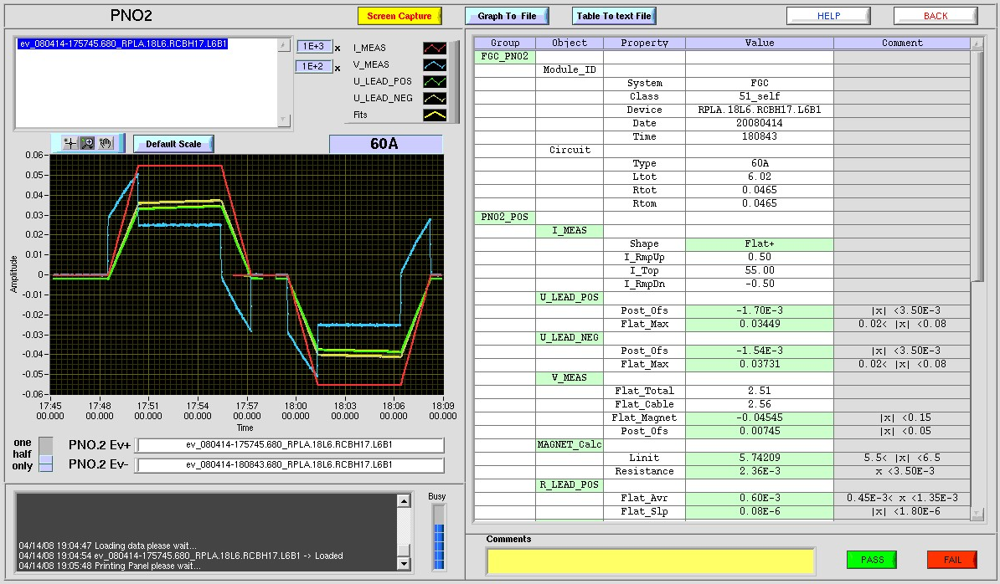 PNO2
Screen Capture
Graph To File
Table To text File
HELP
BACK
ev_080414-175745.680_RPLA.18L6.RCBH17.L6B1
1E+3 x
1E+2 x
I_MEAS
V_MEAS
U_LEAD_POS
U_LEAD_NEG
Fits
Default Scale
60A
Amplitude
0.06
0.05
0.04
0.03
0.02
0.01
0
-0.01
-0.02
-0.03
-0.04
-0.05
-0.06
17:45 17:48 17:51 17:54 17:57 18:00 18:03 18:06 18:09
00.000 00.000 00.000 00.000 00.000 00.000 00.000 00.000 00.000
Time
one
half
only
PNO.2 Ev+ ev_080414-175745.680_RPLA.18L6.RCBH17.L6B1
PNO.2 Ev- ev_080414-180843.680_RPLA.18L6.RCBH17.L6B1
04/14/08 19:04:47 Loading data please wait...
04/14/08 19:04:54 ev_080414-175745.680_RPLA.18L6.RCBH17.L6B1 -> Loaded
04/14/08 19:05:48 Printing Panel please wait...
Busy
Group Object Property Value Comment
FGC_PNO2
Module_ID
System FGC
Class 51_self
Device RPLA.18L6.RCBH17.L6B1
Date 20080414
Time 180843
Circuit
Type 60A
Ltot 6.02
Rtot 0.0465
Rtom 0.0465
PNO2_POS
I_MEAS
Shape Flat+
I_RmpUp 0.50
I_Top 55.00
I_RmpDn -0.50
U_LEAD_POS
Post_Ofs -1.70E-3 |x| <3.50E-3
Flat_Max 0.03449 0.02< |x| <0.08
U_LEAD_NEG
Post_Ofs -1.54E-3 |x| <3.50E-3
Flat_Max 0.03731 0.02< |x| <0.08
V_MEAS
Flat_Total 2.51
Flat_Cable 2.56
Flat_Magnet -0.04545 |x| <0.15
Post_Ofs 0.00745 |x| <0.05
MAGNET_Calc
Linit 5.74209 5.5< |x| <6.5
Resistance 2.36E-3 x <3.50E-3
R_LEAD_POS
Flat_Avr 0.60E-3 0.45E-3< x <1.35E-3
Flat_Slp 0.08E-6 |x| <1.80E-6
Comments
PASS
FAIL